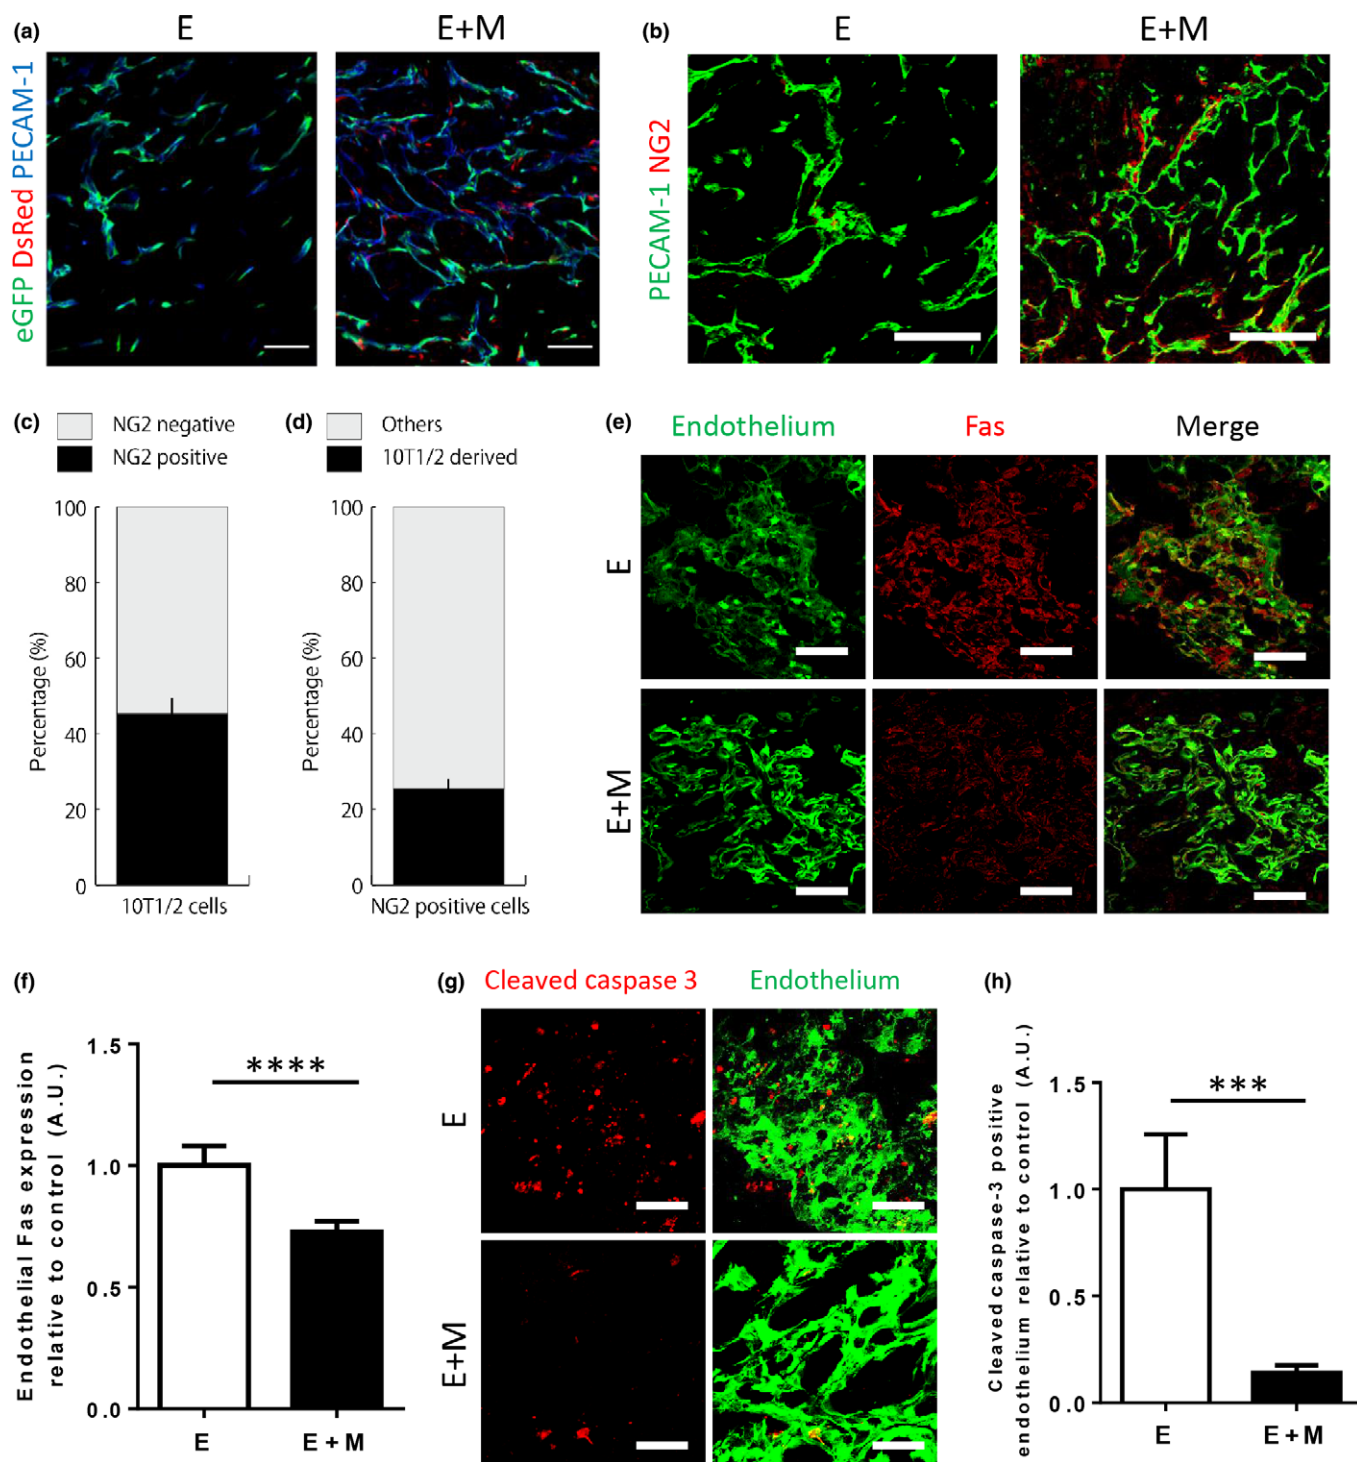 (a)
E
E+M
eGFP DsRed PECAM-1
(b)
E
E+M
PECAM-1 NG2
(c)
NG2 negative
NG2 positive
Percentage (%)
100
80
60
40
20
0
10T1/2 cells
(d)
Others
10T1/2 derived
Percentage (%)
100
80
60
40
20
0
NG2 positive cells
(e)
Endothelium
Fas
Merge
E
E+M
(f)
Endothelial Fas expression
relative to control (A.U.)
1.5
1.0
0.5
0.0
****
E
E + M
(g)
Cleaved caspase 3
Endothelium
E
E+M
(h)
Cleaved caspase-3 positive
endothelium relative to control (A.U.)
1.5
1.0
0.5
0.0
***
E
E + M